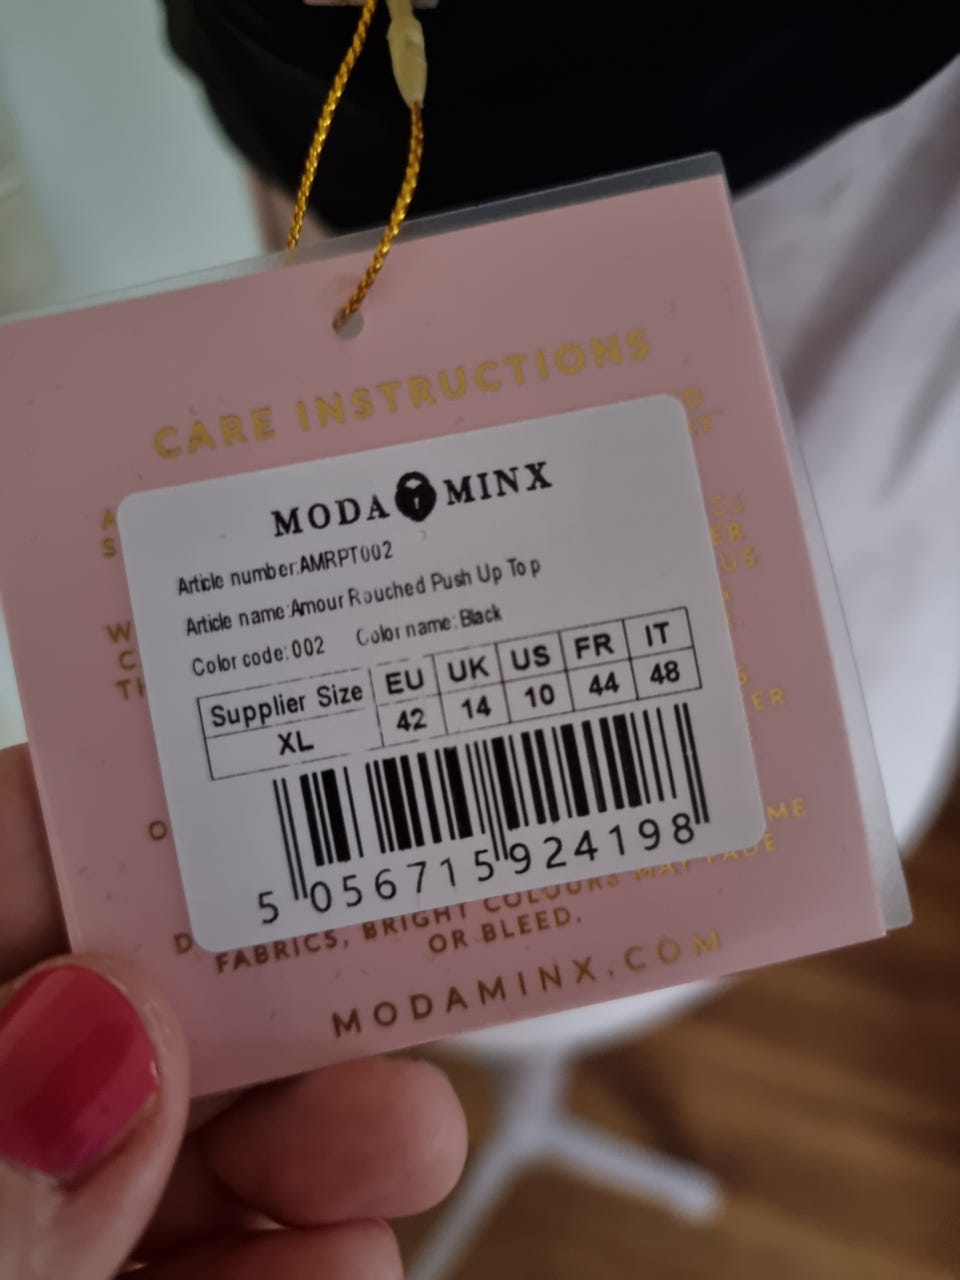 CARE INSTRUCTIONS
MODA MINX
Article number:AMRPT002
Article name:Amour Rouched Push Up Top
Color code:002 Color name:Black
Supplier Size EU UK US FR IT
XL 42 14 10 44 48
5 056715 924198
FABRICS, BRIGHT COLOURS MAY FADE
OR BLEED.
MODAMINX.COM